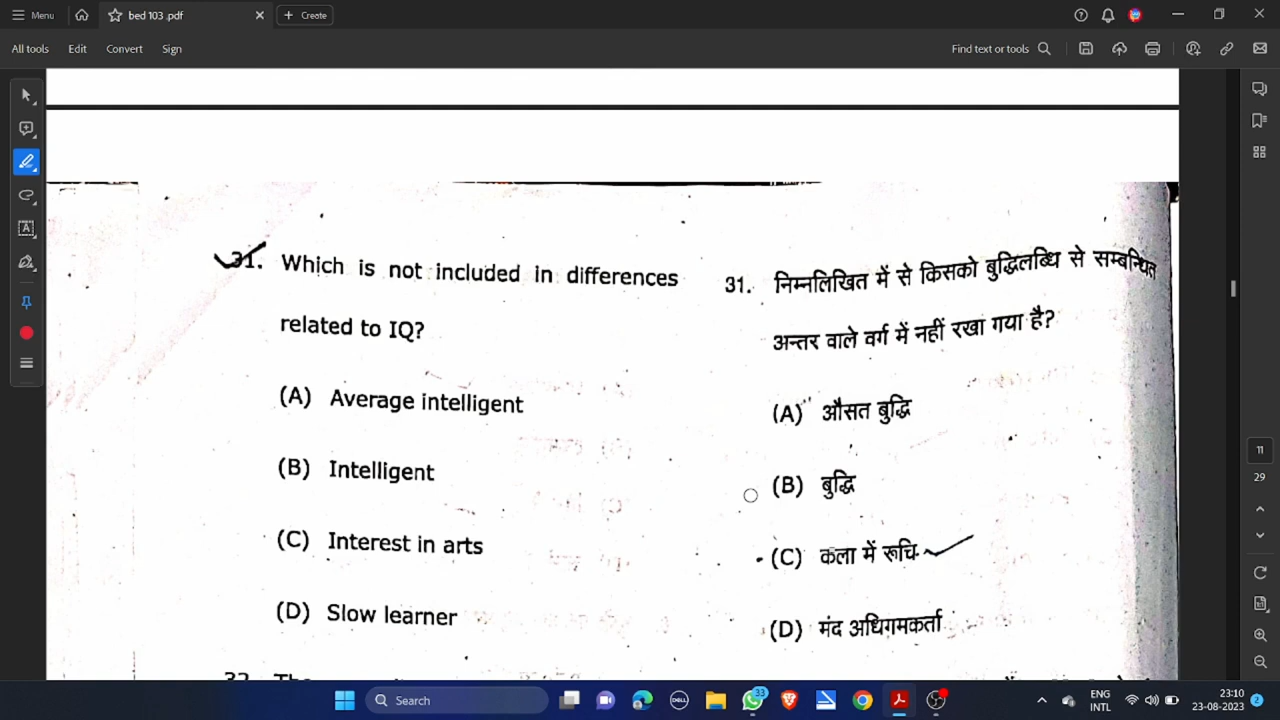 Menu
bed 103 .pdf
+ Create
All tools Edit Convert Sign
Find text or tools
31. Which is not included in differences
related to IQ?
(A) Average intelligent
(B) Intelligent
(C) Interest in arts
(D) Slow learner
31. निम्नलिखित में से किसको बुद्धिलब्धि से सम्बन्धित
अन्तर वाले वर्ग में नहीं रखा गया है?
(A) औसत बुद्धि
(B) बुद्धि
(C) कला में रूचि
(D) मंद अधिगमकर्ता
11
29
Search
DELL
33
ENG
INTL
23:10
23-08-2023
2